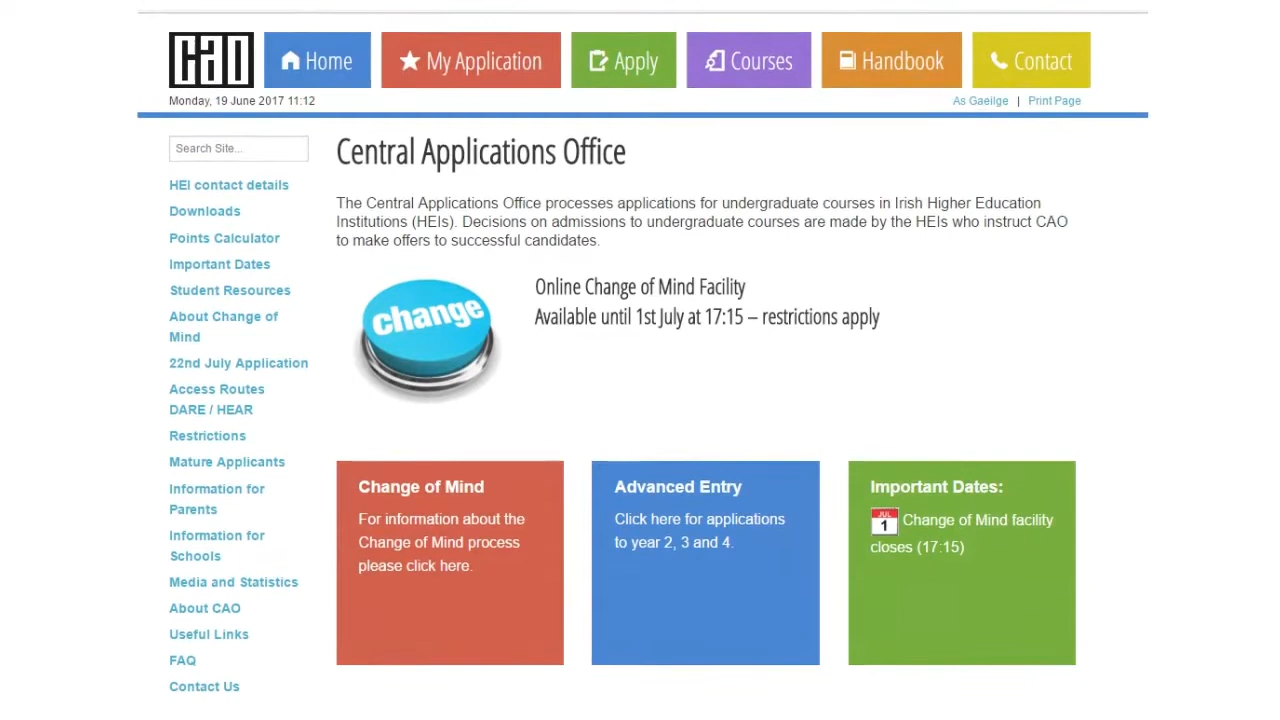 CAO
Home
My Application
Apply
Courses
Handbook
Contact
Monday, 19 June 2017 11:12
As Gaeilge | Print Page
Search Site...
HEI contact details
Downloads
Points Calculator
Important Dates
Student Resources
About Change of
Mind
22nd July Application
Access Routes
DARE / HEAR
Restrictions
Mature Applicants
Information for
Parents
Information for
Schools
Media and Statistics
About CAO
Useful Links
FAQ
Contact Us
Central Applications Office
The Central Applications Office processes applications for undergraduate courses in Irish Higher Education
Institutions (HEIs). Decisions on admissions to undergraduate courses are made by the HEIs who instruct CAO
to make offers to successful candidates.
change
Online Change of Mind Facility
Available until 1st July at 17:15 – restrictions apply
Change of Mind
For information about the
Change of Mind process
please click here.
Advanced Entry
Click here for applications
to year 2, 3 and 4.
Important Dates:
JUL
1
Change of Mind facility
closes (17:15)